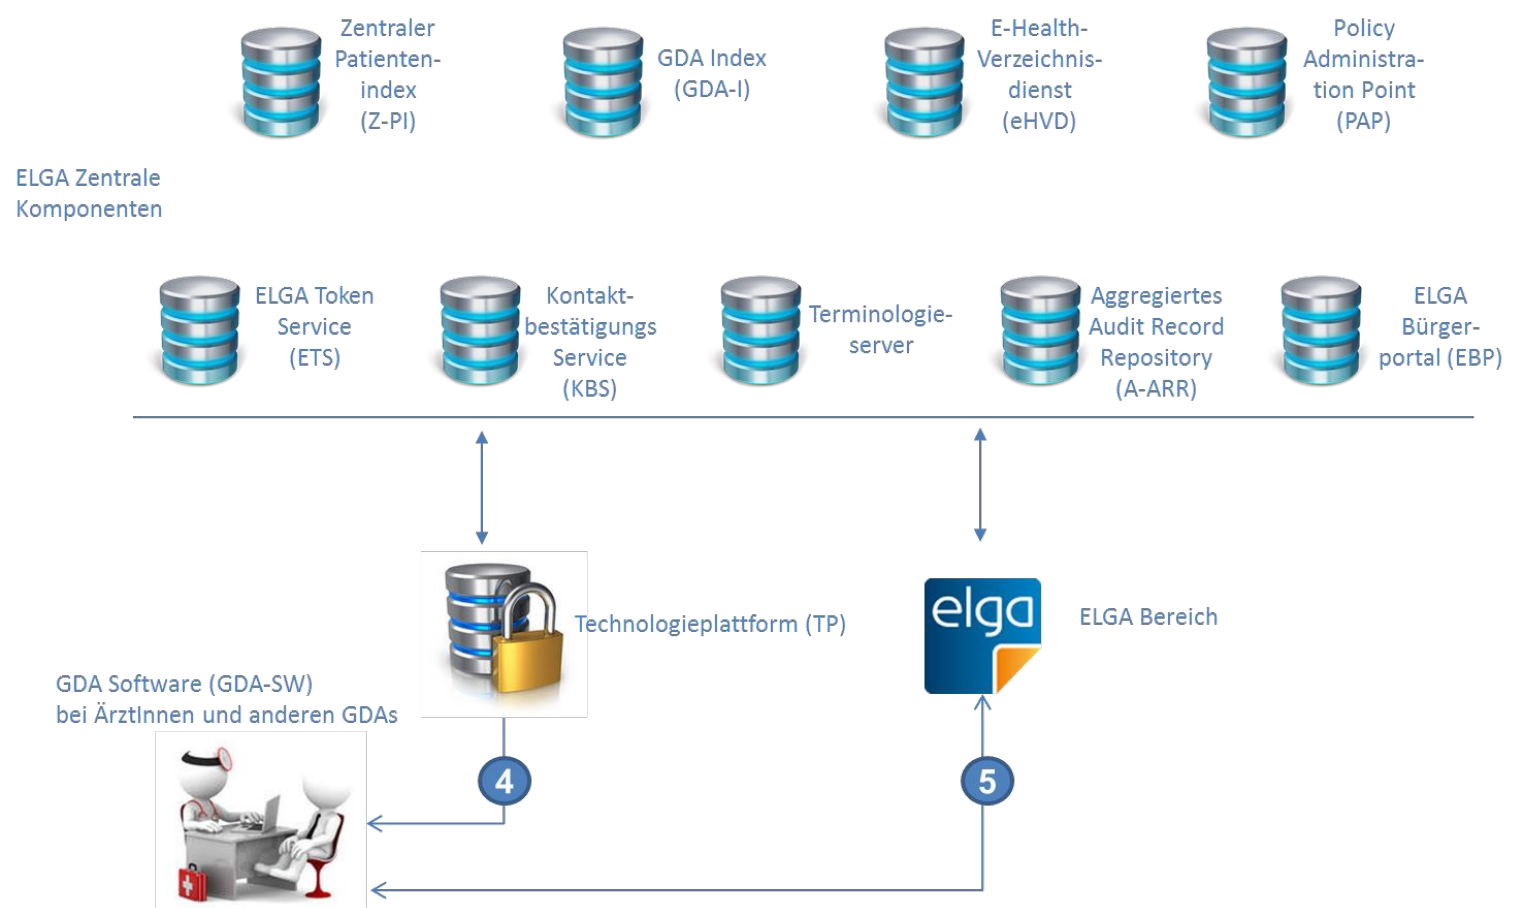 Zentraler
Patienten-
index
(Z-PI)
GDA Index
(GDA-I)
E-Health-
Verzeichnis-
dienst
(eHVD)
Policy
Administra-
tion Point
(PAP)
ELGA Zentrale
Komponenten
ELGA Token
Service
(ETS)
Kontakt-
bestätigungs
Service
(KBS)
Terminologie-
server
Aggregiertes
Audit Record
Repository
(A-ARR)
ELGA
Bürger-
portal (EBP)
Technologieplattform (TP)
elga
ELGA Bereich
GDA Software (GDA-SW)
bei ÄrztInnen und anderen GDAs
4
5